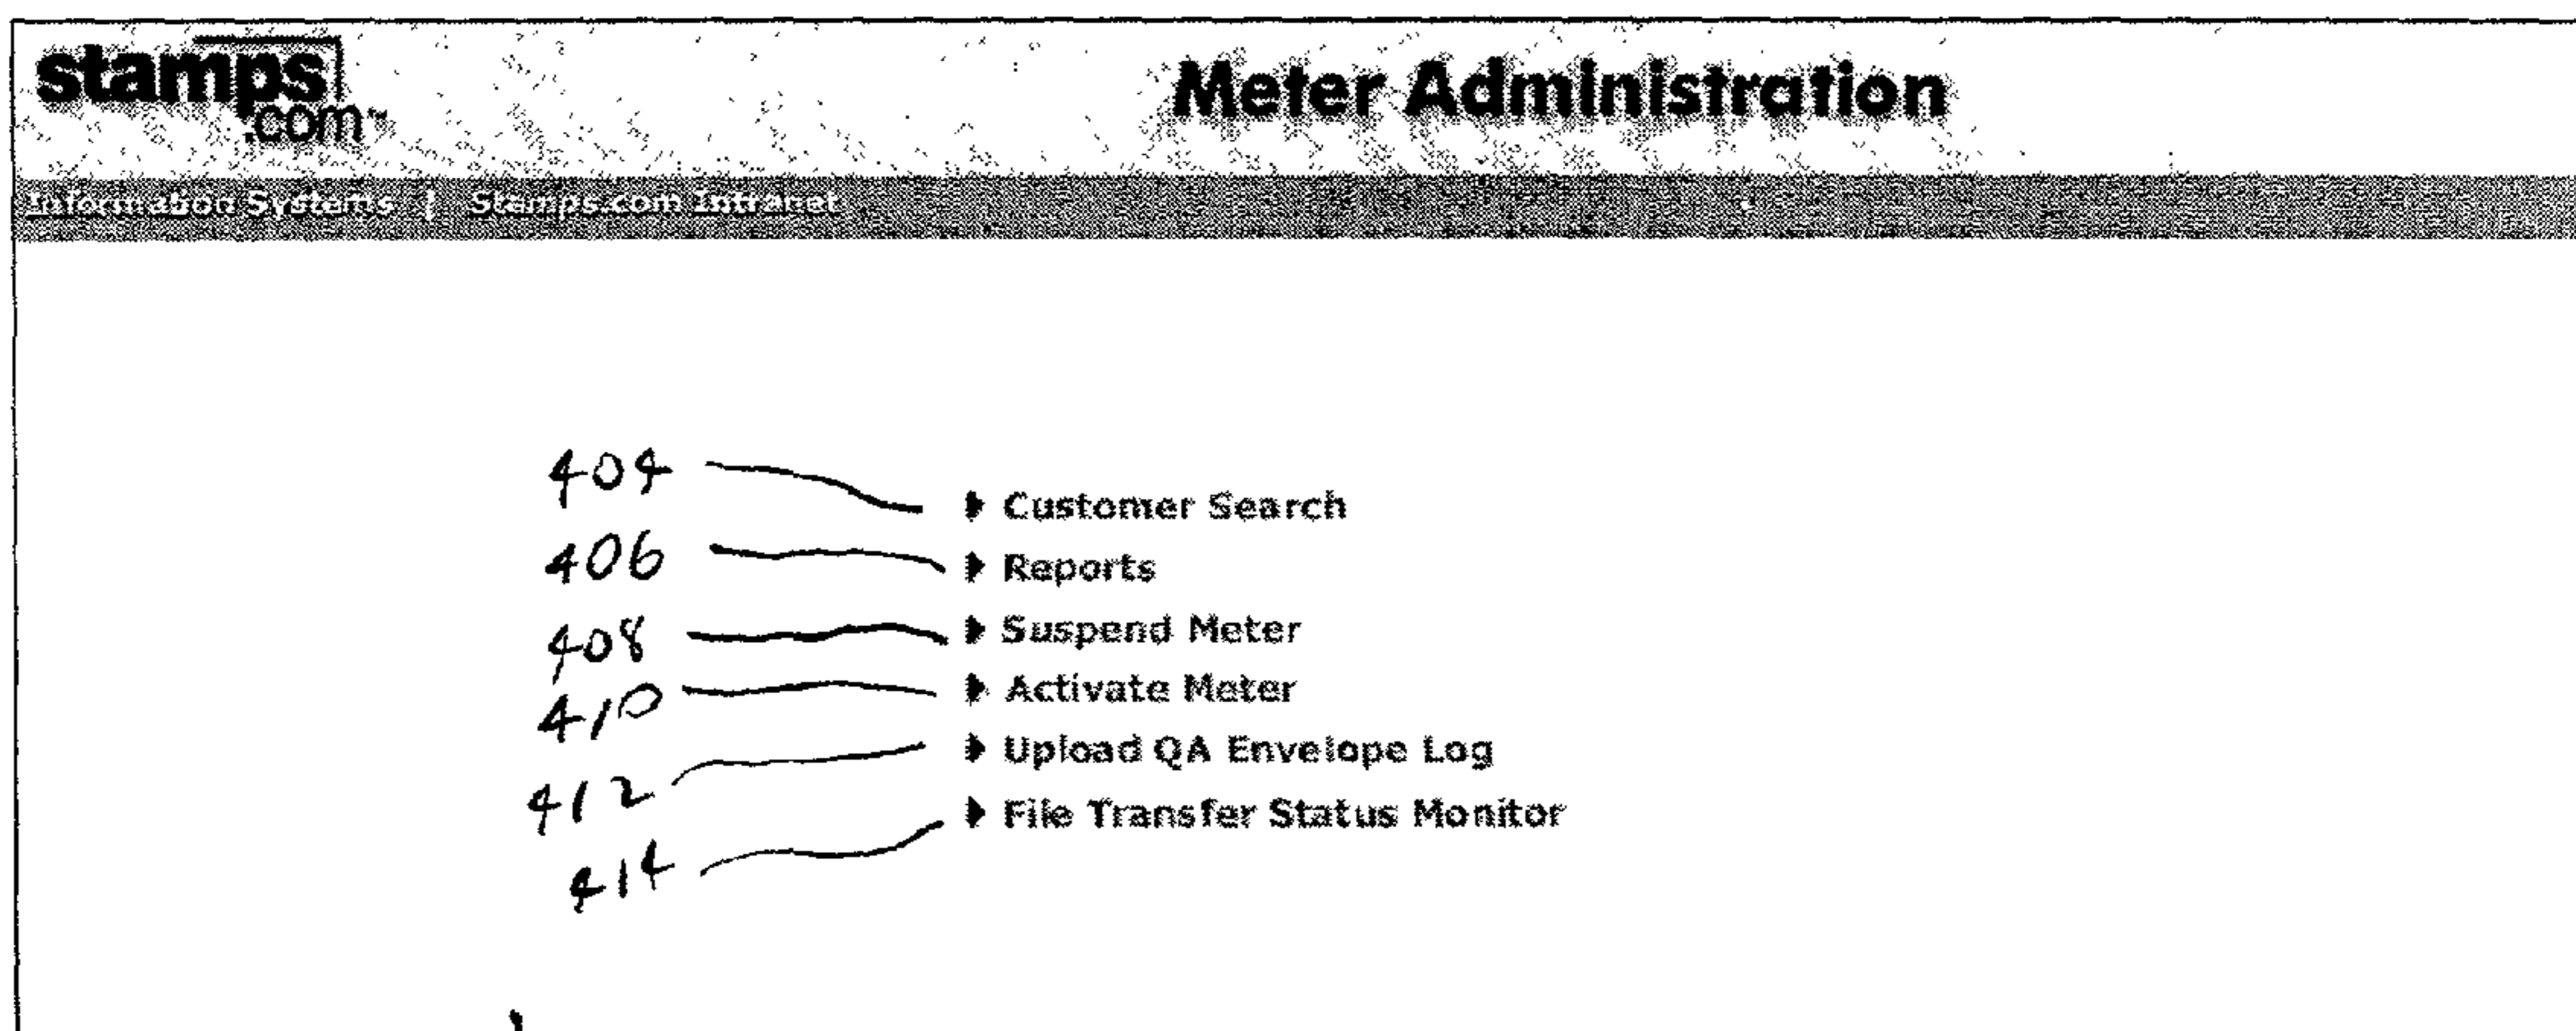 stamps
.com™
Meter Administration
Information Systems | Stamps.com Intranet
404 Customer Search
406 Reports
408 Suspend Meter
410 Activate Meter
412 Upload QA Envelope Log
414 File Transfer Status Monitor